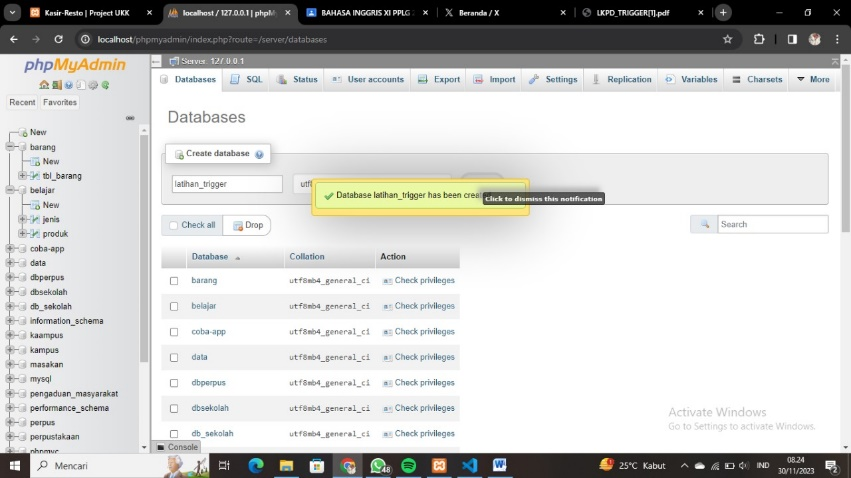 Kasir-Resto | Project UKK
localhost / 127.0.0.1 | phpM
BAHASA INGGRIS XI PPLG
Beranda / X
LKPD_TRIGGER[1].pdf
localhost/phpmyadmin/index.php?route=/server/databases
phpMyAdmin
Recent
Favorites
New
barang
New
tbl_barang
belajar
New
jenis
produk
coba-app
data
dbperpus
dbsekolah
db_sekolah
information_schema
kaampus
kampus
masakan
mysql
pengaduan_masyarakat
performance_schema
perpus
perpustakaan
phpmyc
Server: 127.0.0.1
Databases
SQL
Status
User accounts
Export
Import
Settings
Replication
Variables
Charsets
More
Databases
Create database
latihan_trigger
utf
Database latihan_trigger has been crea
Click to dismiss this notification
Check all
Drop
Search
Database
Collation
Action
barang utf8mb4_general_ci Check privileges
belajar utf8mb4_general_ci Check privileges
coba-app utf8mb4_general_ci Check privileges
data utf8mb4_general_ci Check privileges
dbperpus utf8mb4_general_ci Check privileges
dbsekolah utf8mb4_general_ci Check privileges
db_sekolah utf8mb4_general_ci Check privileges
Activate Windows
Go to Settings to activate Windows.
Console
Mencari
48
25°C Kabut
IND
08.24
30/11/2023
2